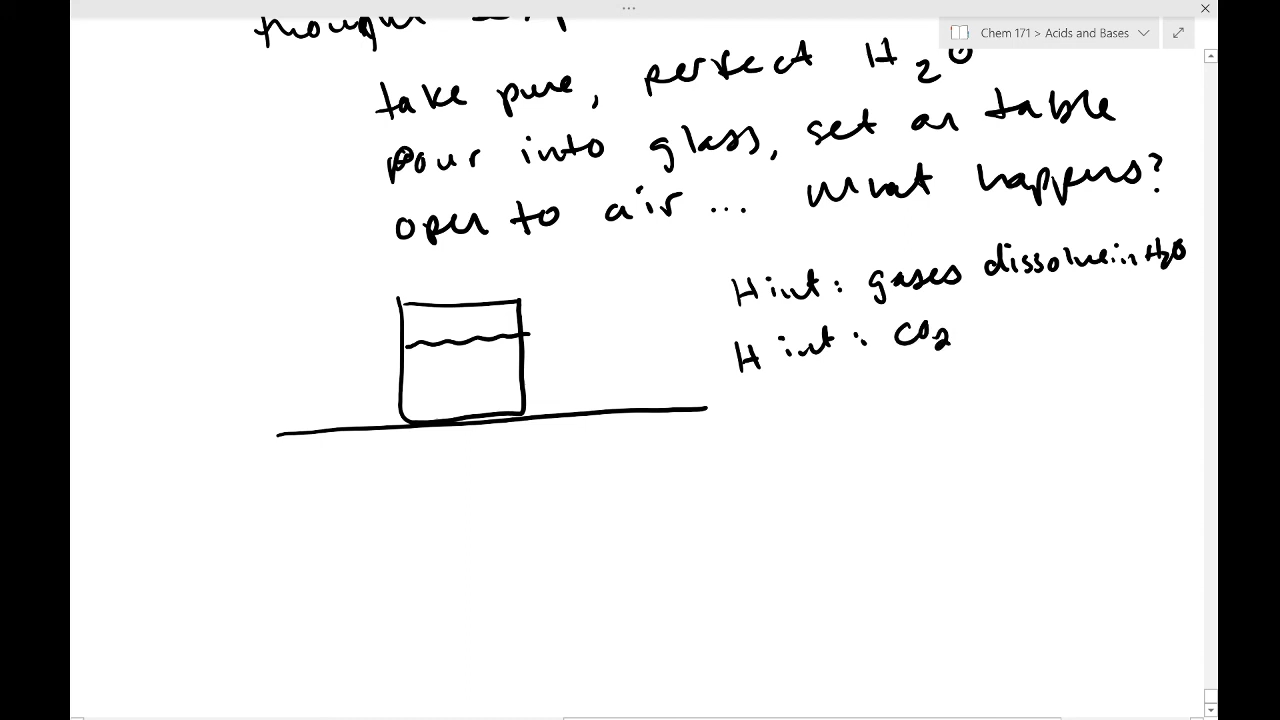 Chem 171 > Acids and Bases
thought
take pure, perfect H2O
pour into glass, set on table
open to air ... What happens?
Hint: gases dissolve in H2O
Hint: CO2